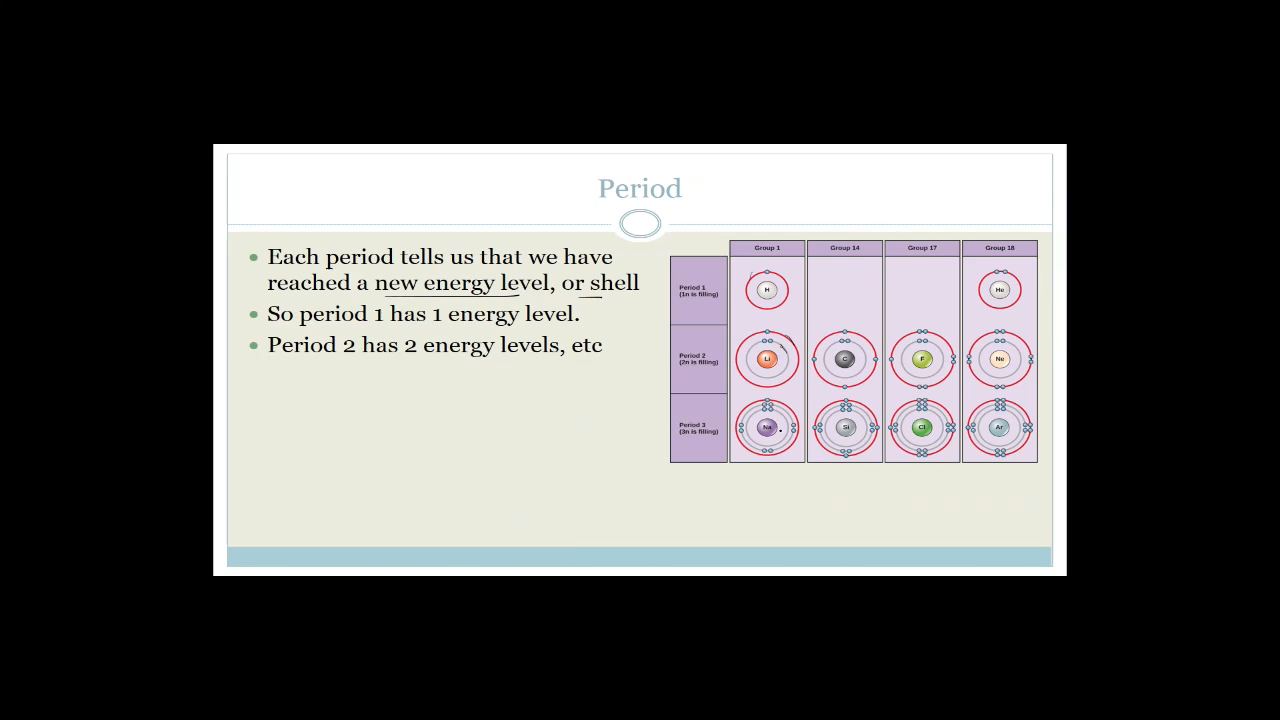 Period
Each period tells us that we have
reached a new energy level, or shell
So period 1 has 1 energy level.
Period 2 has 2 energy levels, etc
Group 1 Group 14 Group 17 Group 18
Period 1
(1n is filling)
H He
Period 2
(2n is filling)
Li C F Ne
Period 3
(3n is filling)
Na Si Cl Ar